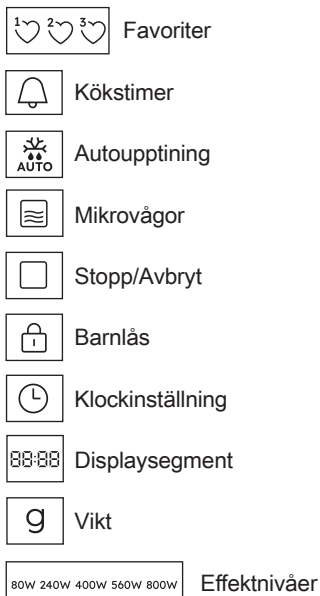 1 2 3 Favoriter
Kökstimer
AUTO Autoupptining
Mikrovågor
Stopp/Avbryt
Barnlås
Klockinställning
88:88 Displaysegment
g Vikt
80W 240W 400W 560W 800W Effektnivåer